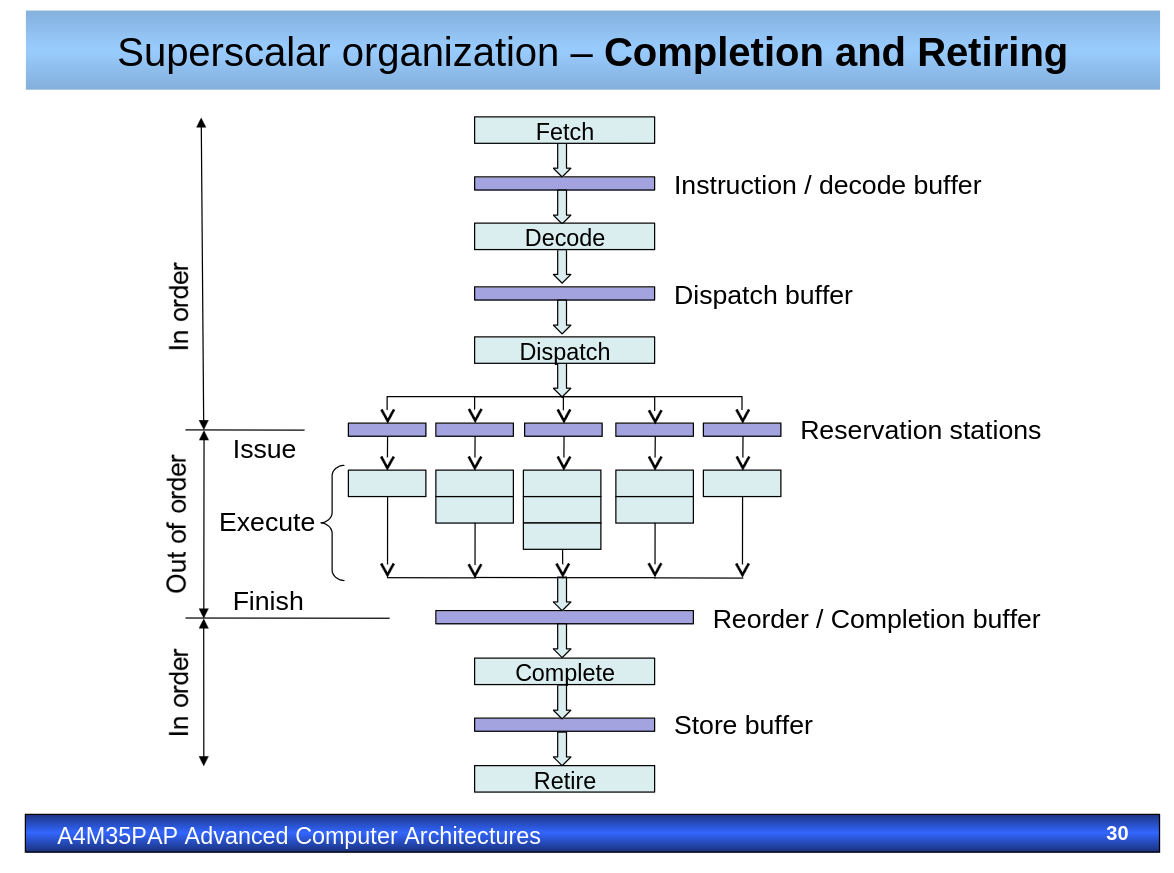 Superscalar organization – Completion and Retiring
Fetch
Instruction / decode buffer
Decode
In order
Dispatch buffer
Dispatch
Reservation stations
Issue
Out of order
Execute
Finish
Reorder / Completion buffer
In order
Complete
Store buffer
Retire
A4M35PAP Advanced Computer Architectures
30